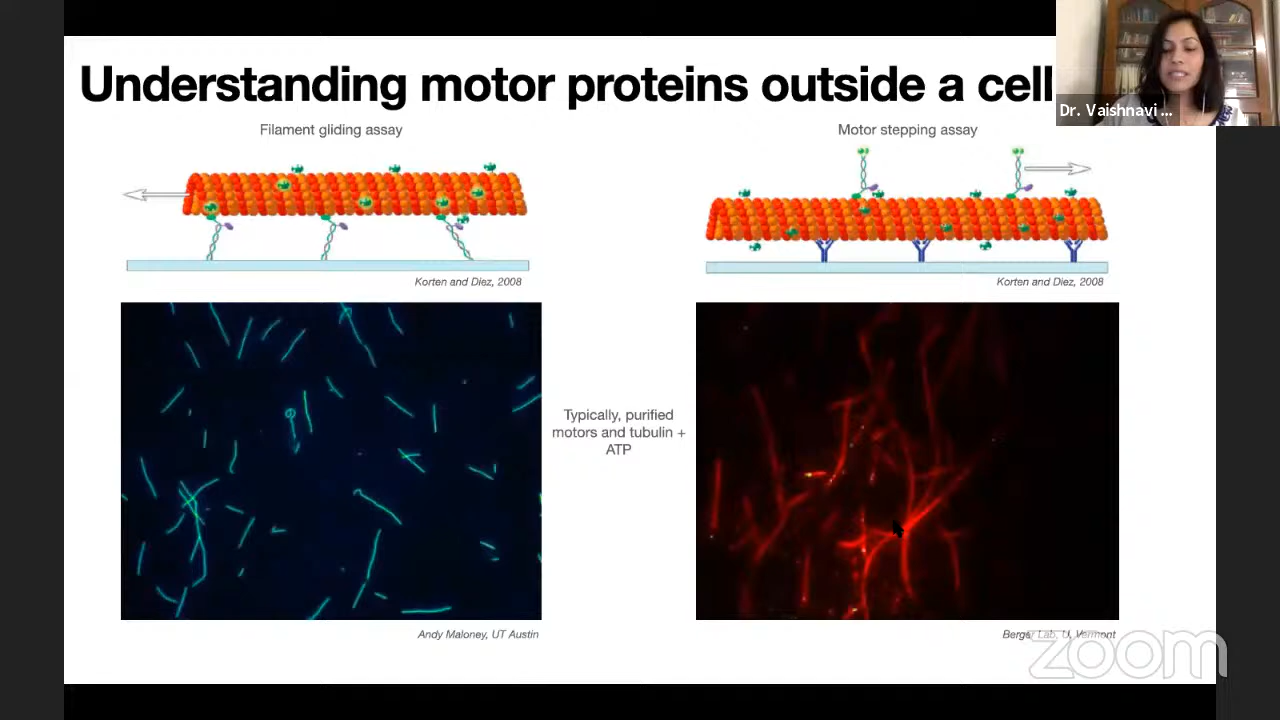 Understanding motor proteins outside a cell
Dr. Vaishnavi ...
Filament gliding assay
Motor stepping assay
Korten and Diez, 2008
Korten and Diez, 2008
Typically, purified
motors and tubulin +
ATP
Andy Maloney, UT Austin
Berger Lab, U, Vermont
zoom